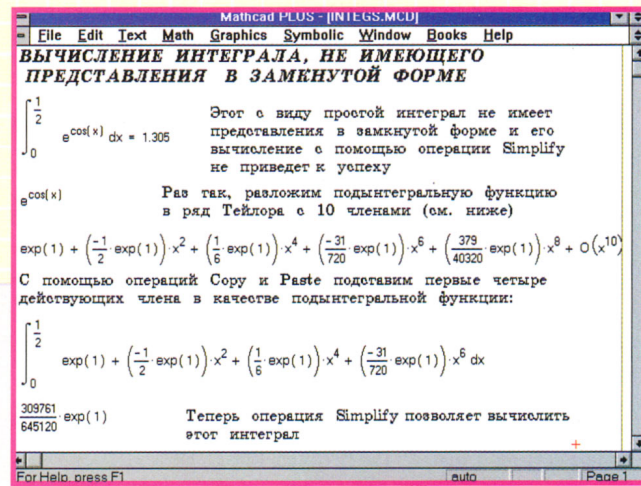 Mathcad PLUS - [INTEGS.MCD]
File Edit Text Math Graphics Symbolic Window Books Help
ВЫЧИСЛЕНИЕ ИНТЕГРАЛА, НЕ ИМЕЮЩЕГО
ПРЕДСТАВЛЕНИЯ В ЗАМКНУТОЙ ФОРМЕ
∫₀^(1/2) e^cos(x) dx = 1.305
Этот с виду простой интеграл не имеет
представления в замкнутой форме и его
вычисление с помощью операции Simplify
не приведет к успеху
e^cos(x)
Раз так, разложим подынтегральную функцию
в ряд Тейлора с 10 членами (см. ниже)
exp(1) + (-1/2 · exp(1)) · x² + (1/6 · exp(1)) · x⁴ + (-31/720 · exp(1)) · x⁶ + (379/40320 · exp(1)) · x⁸ + O(x¹⁰)
С помощью операций Copy и Paste подставим первые четыре
действующих члена в качестве подынтегральной функции:
∫₀^(1/2) exp(1) + (-1/2 · exp(1)) · x² + (1/6 · exp(1)) · x⁴ + (-31/720 · exp(1)) · x⁶ dx
309761/645120 · exp(1)
Теперь операция Simplify позволяет вычислить
этот интеграл
For Help, press F1 auto Page 1